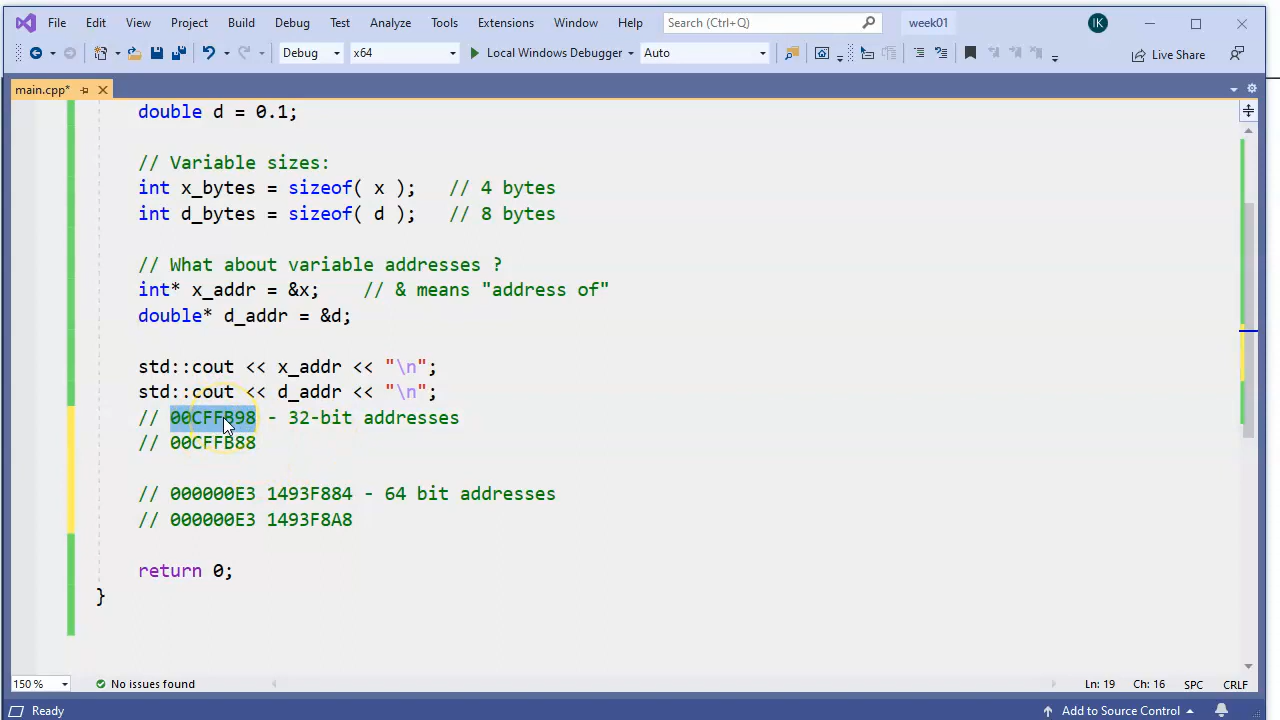 File Edit View Project Build Debug Test Analyze Tools Extensions Window Help Search (Ctrl+Q) week01 IK
Debug x64 Local Windows Debugger Auto Live Share
main.cpp*
double d = 0.1;
// Variable sizes:
int x_bytes = sizeof( x ); // 4 bytes
int d_bytes = sizeof( d ); // 8 bytes
// What about variable addresses ?
int* x_addr = &x; // & means "address of"
double* d_addr = &d;
std::cout << x_addr << "\n";
std::cout << d_addr << "\n";
// 00CFFB98 - 32-bit addresses
// 00CFFB88
// 000000E3 1493F884 - 64 bit addresses
// 000000E3 1493F8A8
return 0;
}
150 % No issues found Ln: 19 Ch: 16 SPC CRLF
Ready Add to Source Control